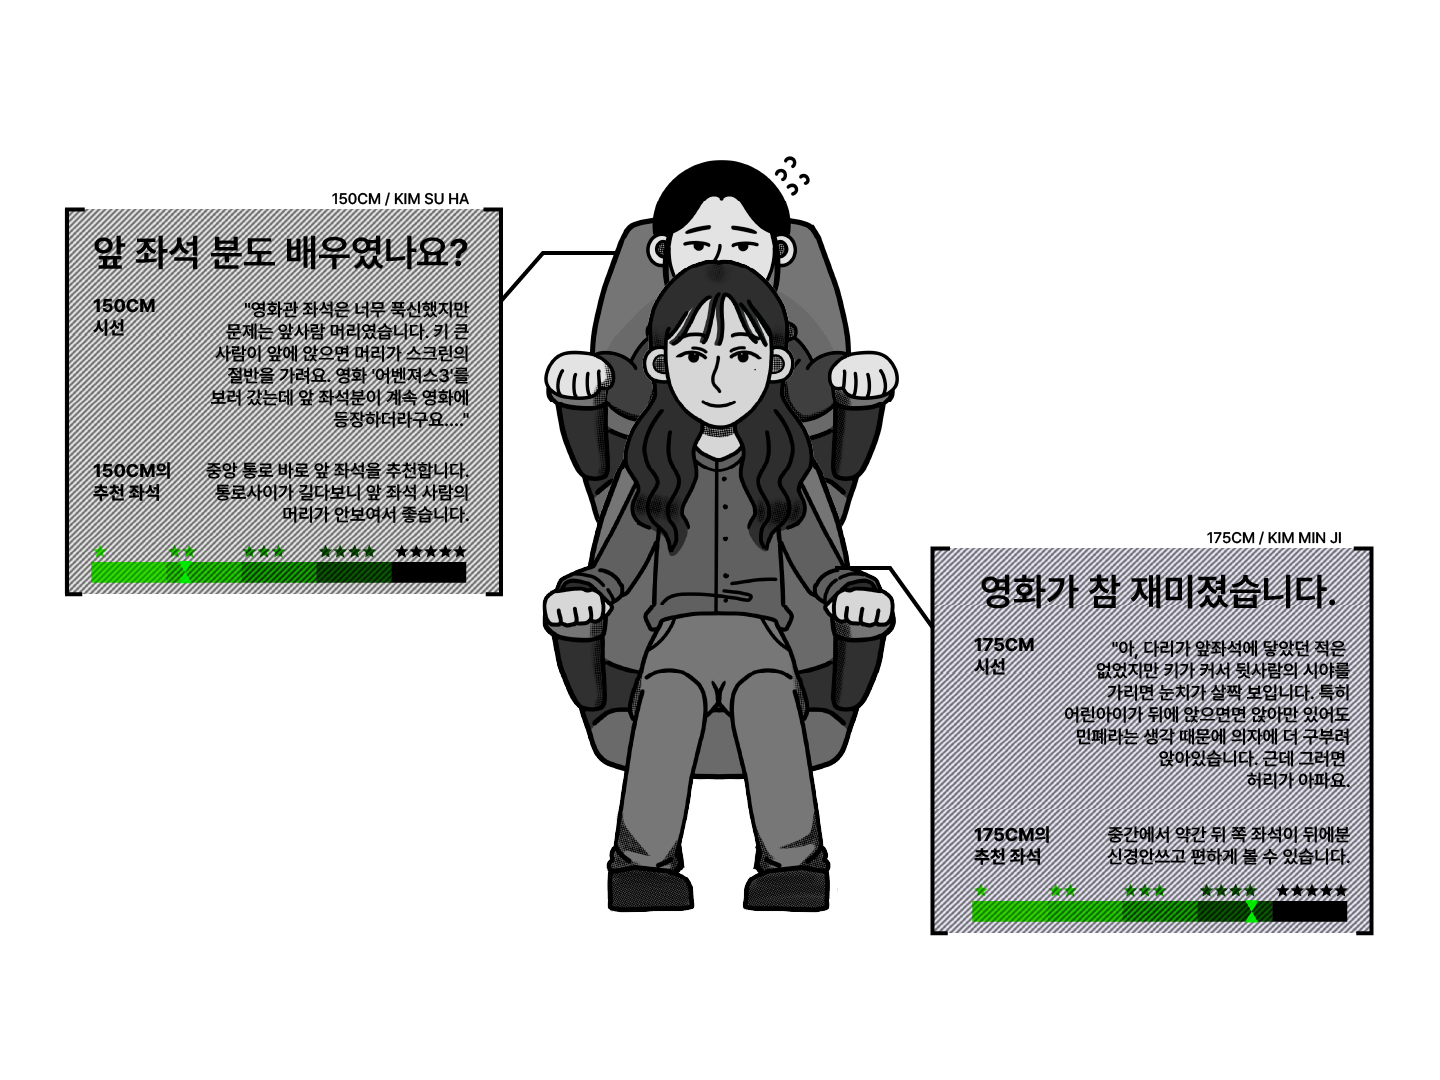 150CM / KIM SU HA
앞 좌석 분도 배우였나요?
150CM
시선
"영화관 좌석은 너무 푹신했지만
문제는 앞사람 머리였습니다. 키 큰
사람이 앞에 앉으면 머리가 스크린의
절반을 가려요. 영화 '어벤져스3'를
보러 갔는데 앞 좌석분이 계속 영화에
등장하더라구요...."
150CM의
추천 좌석
중앙 통로 바로 앞 좌석을 추천합니다.
통로사이가 길다보니 앞 좌석 사람의
머리가 안보여서 좋습니다.
175CM / KIM MIN JI
영화가 참 재미졌습니다.
175CM
시선
"아, 다리가 앞좌석에 닿았던 적은
없었지만 키가 커서 뒷사람의 시야를
가리면 눈치가 살짝 보입니다. 특히
어린아이가 뒤에 앉으면면 앉아만 있어도
민폐라는 생각 때문에 의자에 더 구부려
앉아있습니다. 근데 그러면
허리가 아파요.
175CM의
추천 좌석
중간에서 약간 뒤 쪽 좌석이 뒤에분
신경안쓰고 편하게 볼 수 있습니다.